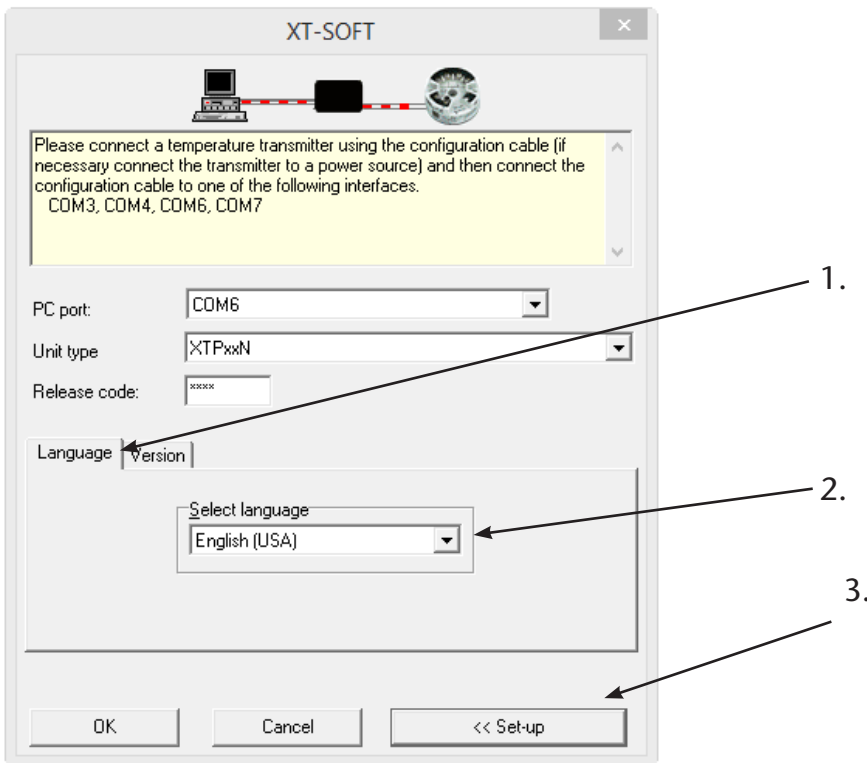 XT-SOFT
Please connect a temperature transmitter using the configuration cable (if
necessary connect the transmitter to a power source) and then connect the
configuration cable to one of the following interfaces.
COM3, COM4, COM6, COM7
1.
PC port: COM6
Unit type XTPxxN
Release code: ****
Language Version
2.
Select language
English (USA)
3.
OK Cancel << Set-up